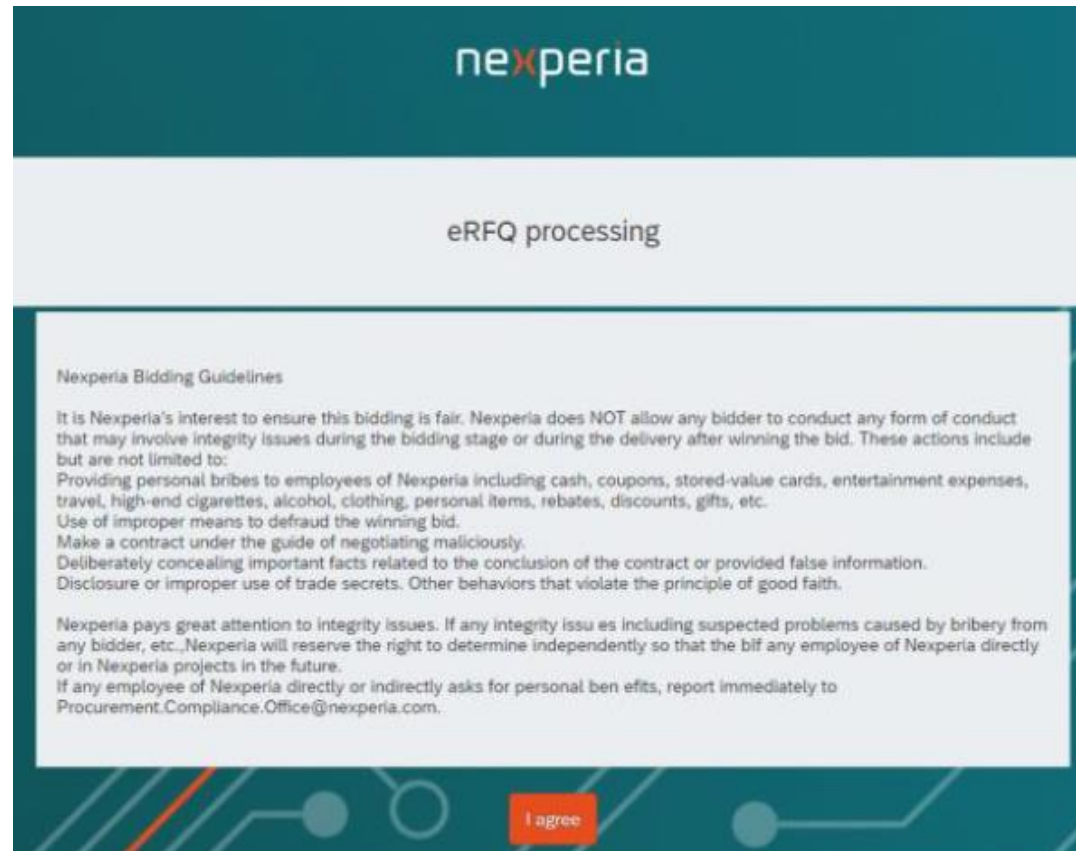 nexperia
eRFQ processing
Nexperia Bidding Guidelines
It is Nexperia's interest to ensure this bidding is fair. Nexperia does NOT allow any bidder to conduct any form of conduct
that may involve integrity issues during the bidding stage or during the delivery after winning the bid. These actions include
but are not limited to:
Providing personal bribes to employees of Nexperia including cash, coupons, stored-value cards, entertainment expenses,
travel, high-end cigarettes, alcohol, clothing, personal items, rebates, discounts, gifts, etc.
Use of improper means to defraud the winning bid.
Make a contract under the guide of negotiating maliciously.
Deliberately concealing important facts related to the conclusion of the contract or provided false information.
Disclosure or improper use of trade secrets. Other behaviors that violate the principle of good faith.
Nexperia pays great attention to integrity issues. If any integrity issu es including suspected problems caused by bribery from
any bidder, etc.,Nexperia will reserve the right to determine independently so that the bif any employee of Nexperia directly
or in Nexperia projects in the future.
If any employee of Nexperia directly or indirectly asks for personal ben efits, report immediately to
Procurement.Compliance.Office@nexperia.com.
I agree